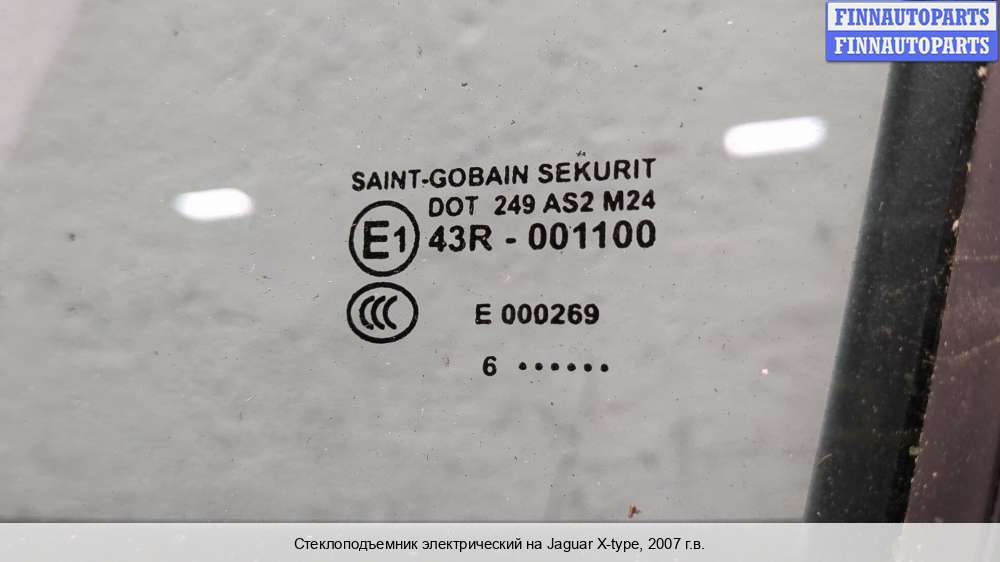 FINNAUTOPARTS
FINNAUTOPARTS
SAINT-GOBAIN SEKURIT
DOT 249 AS2 M24
E1 43R - 001100
CCC E 000269
6 ••••••
Стеклоподъемник электрический на Jaguar X-type, 2007 г.в.